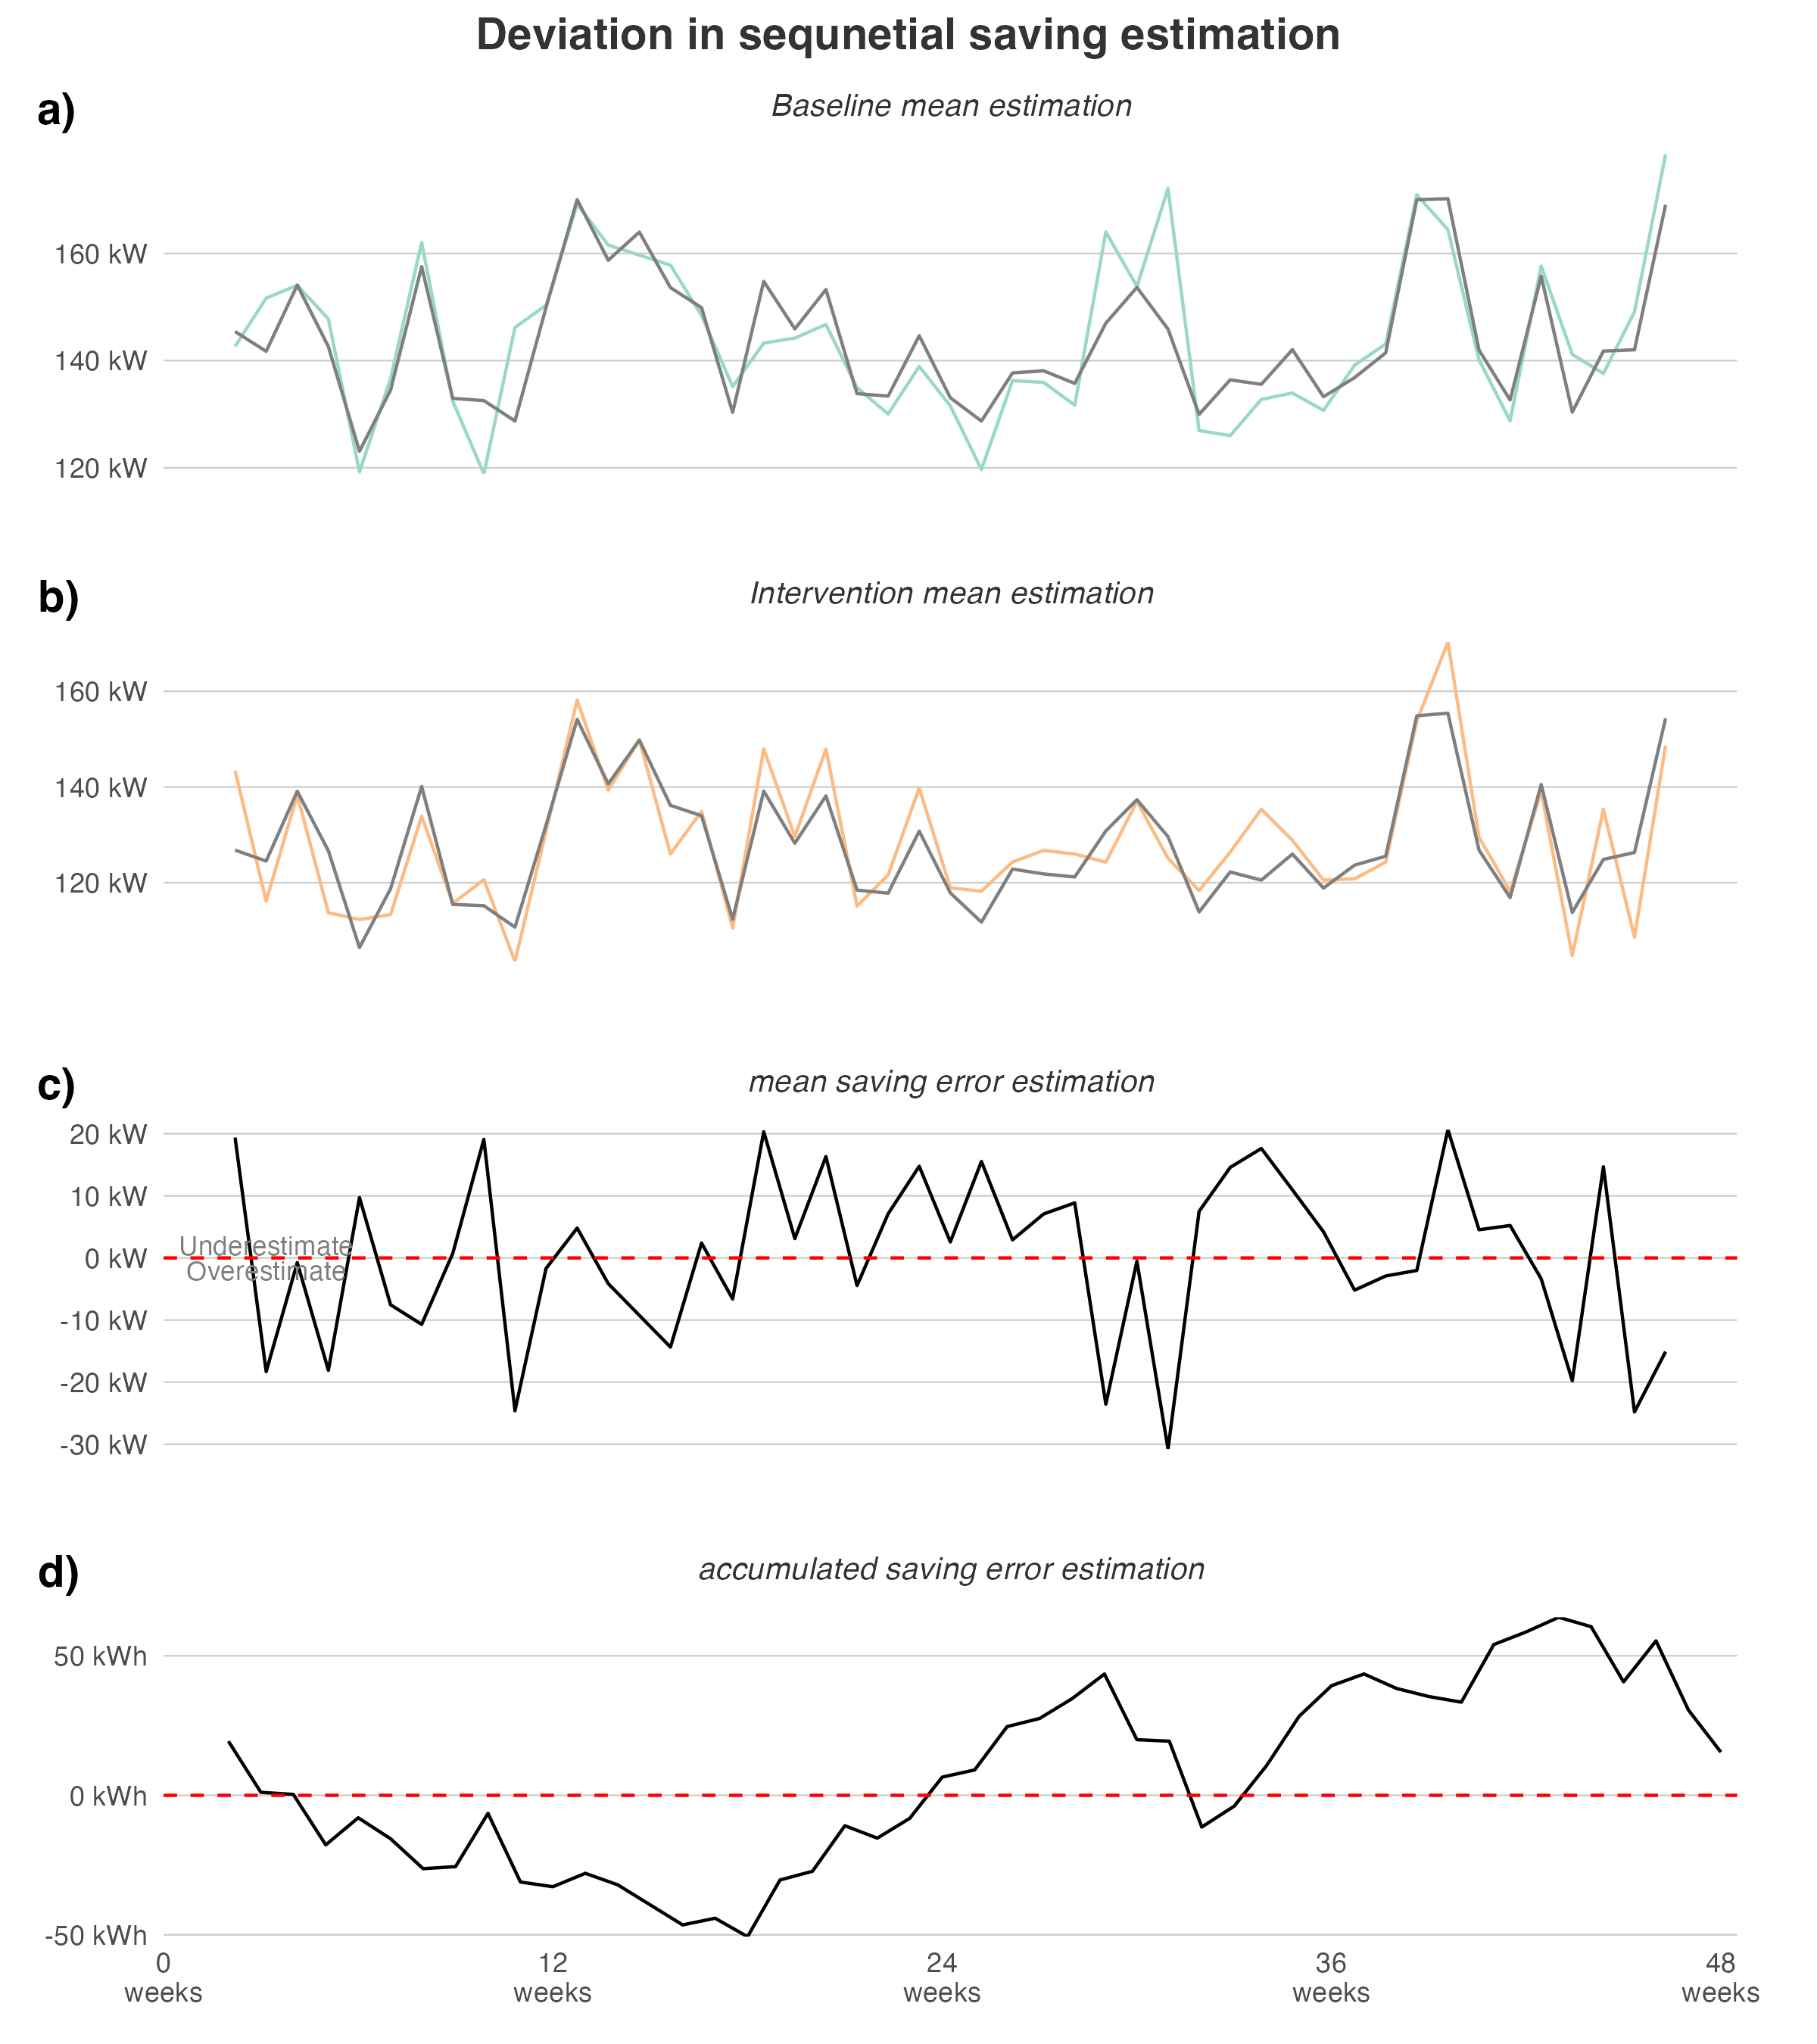 Deviation in sequnetial saving estimation
a)
Baseline mean estimation
160 kW
140 kW
120 kW
b)
Intervention mean estimation
160 kW
140 kW
120 kW
c)
mean saving error estimation
20 kW
10 kW
Underestimate
0 kW
Overestimate
-10 kW
-20 kW
-30 kW
d)
accumulated saving error estimation
50 kWh
0 kWh
-50 kWh
0 12 24 36 48
weeks weeks weeks weeks weeks